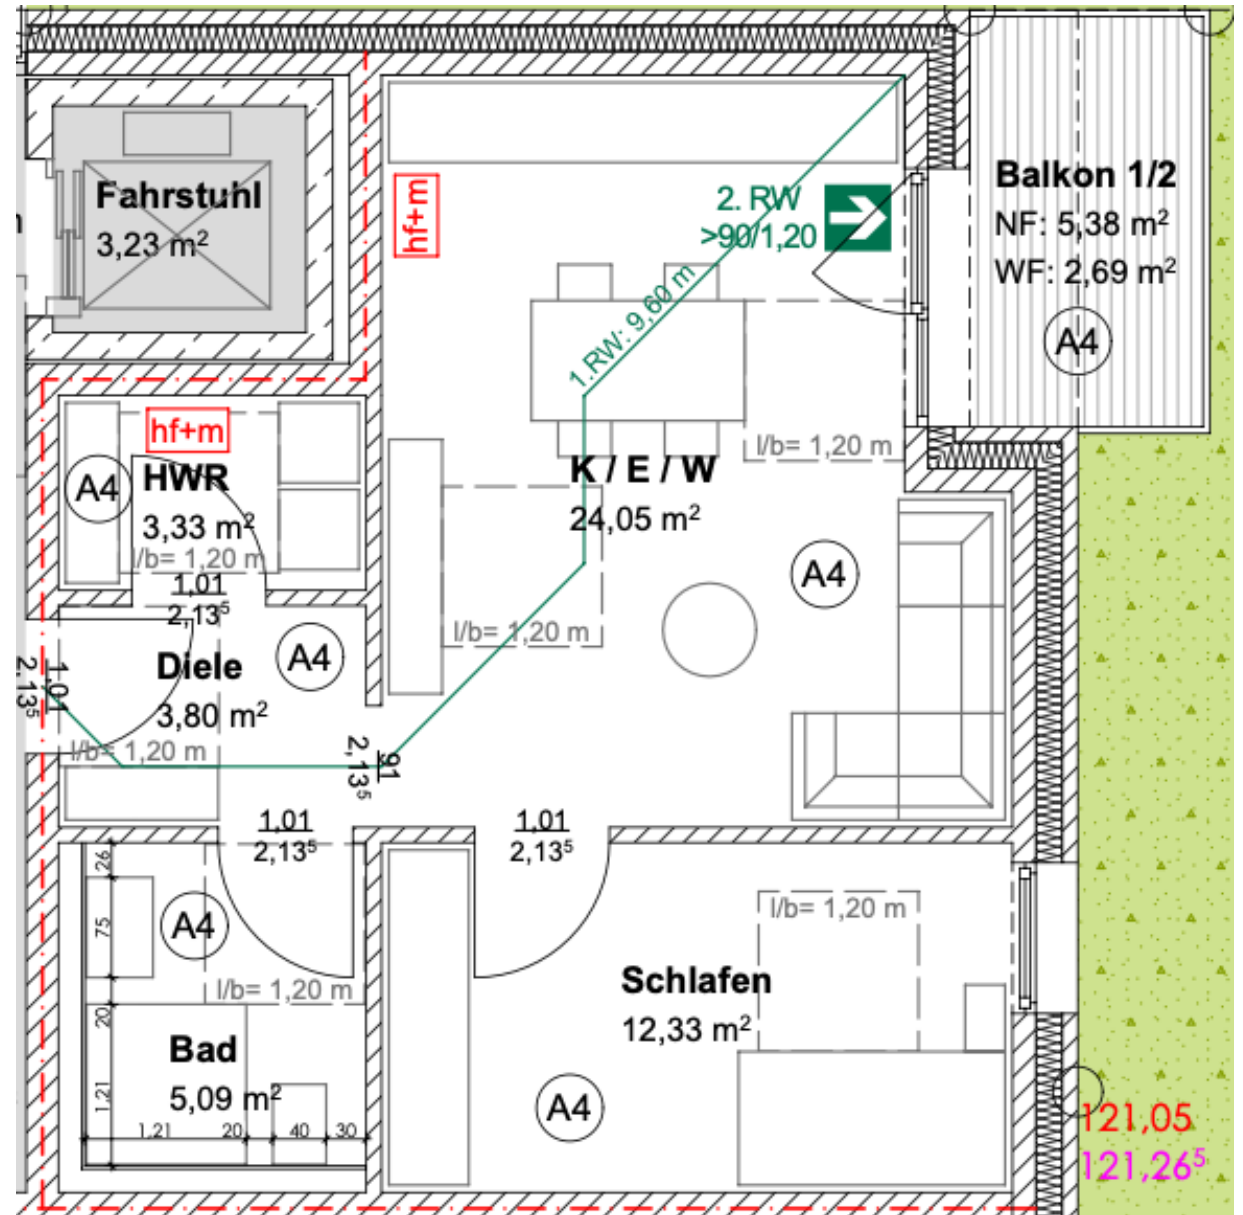 Fahrstuhl
3,23 m²
hf+m
2. RW
>90/1,20
Balkon 1/2
NF: 5,38 m²
WF: 2,69 m²
A4
1.RW: 9,60 m
l/b= 1,20 m
hf+m
A4
HWR
3,33 m²
l/b= 1,20 m
1,01
2,13⁵
K / E / W
24,05 m²
A4
l/b= 1,20 m
1,01
2,13⁵
Diele
3,80 m²
A4
l/b= 1,20 m
91
2,13⁵
1,01
2,13⁵
1,01
2,13⁵
26
75
20
1,21
A4
l/b= 1,20 m
Bad
5,09 m²
1,21
20
40
30
l/b= 1,20 m
Schlafen
12,33 m²
A4
121,05
121,26⁵